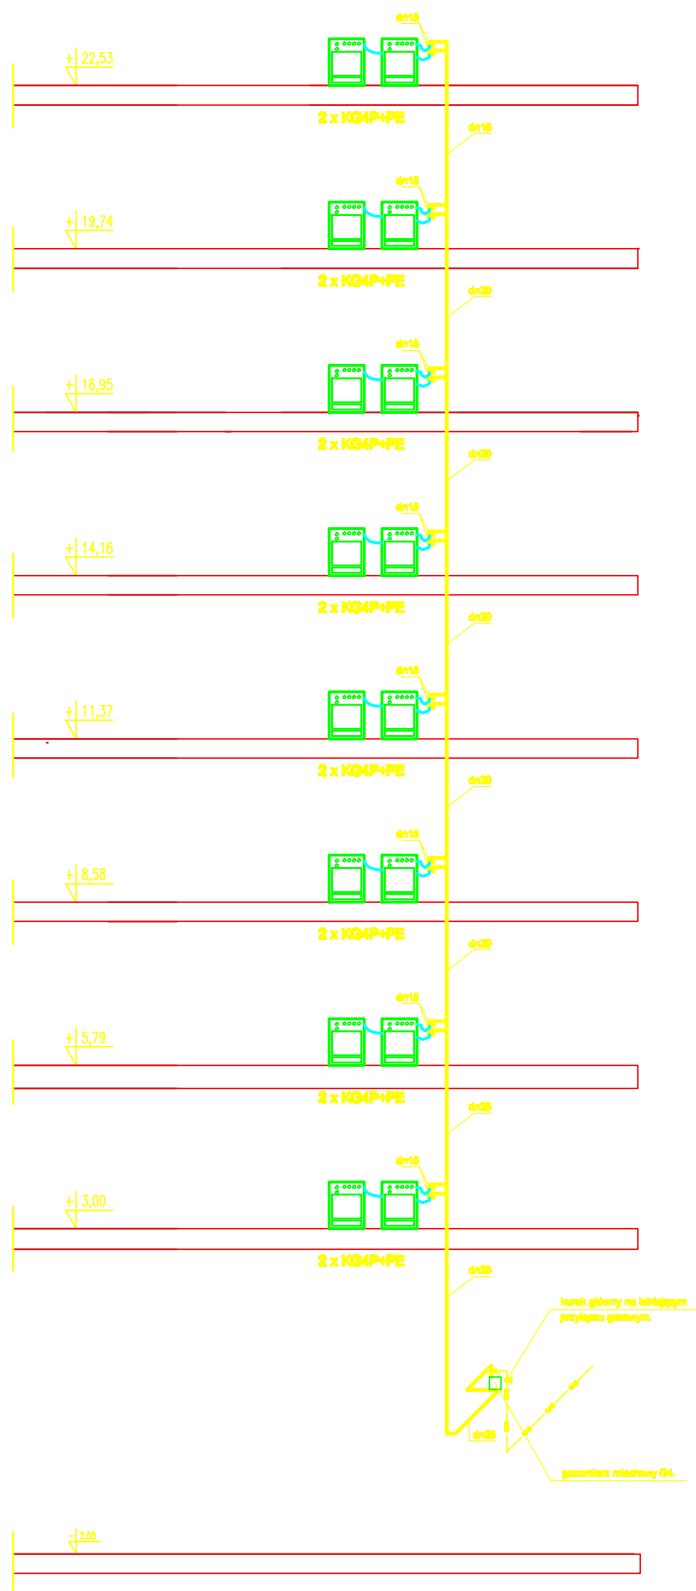 dn15
+ 22,53
2 x KG4P+PE
dn15
dn15
+ 19,74
2 x KG4P+PE
dn20
dn15
+ 16,95
2 x KG4P+PE
dn20
dn15
+ 14,16
2 x KG4P+PE
dn20
dn15
+ 11,37
2 x KG4P+PE
dn20
dn15
+ 8,58
2 x KG4P+PE
dn20
dn15
+ 5,79
2 x KG4P+PE
dn25
dn15
+ 3,00
2 x KG4P+PE
dn25
kurek główny na istniejącym
przyłączu gazowym.
dn25
gazomierz miechowy G4.
- 2,55